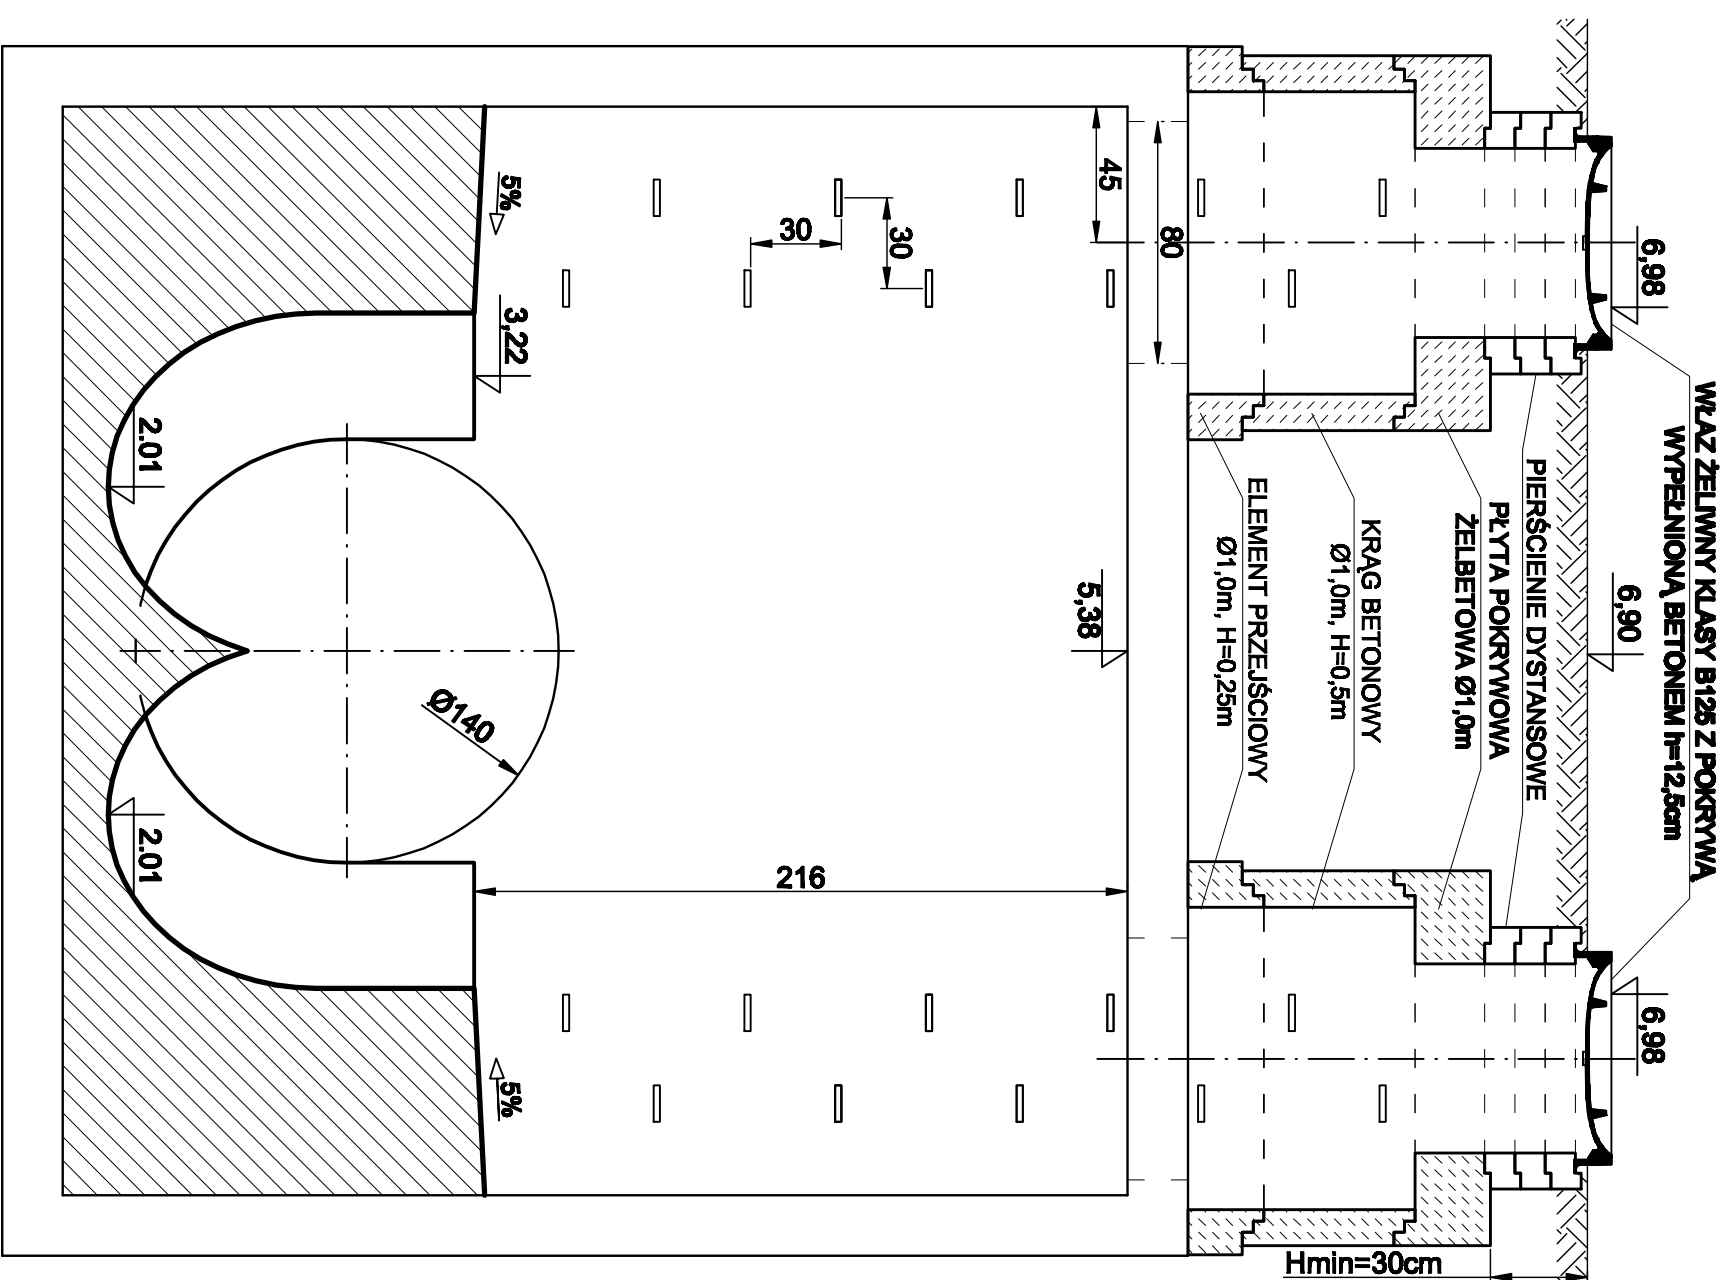 WŁAZ ŻELIWNY KLASY B125 Z POKRYWĄ
WYPEŁNIONĄ BETONEM h=12,5cm
6,98
6,90
6,98
PIERŚCIENIE DYSTANSOWE
PŁYTA POKRYWOWA
ŻELBETOWA Ø1,0m
KRĄG BETONOWY
Ø1,0m, H=0,5m
ELEMENT PRZEJŚCIOWY
Ø1,0m, H=0,25m
Hmin=30cm
80
45
5,38
30
30
216
5%
3,22
5%
Ø140
2.01
2.01